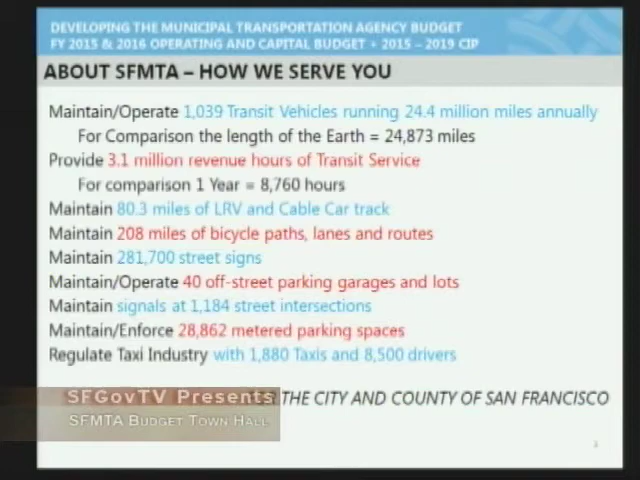 DEVELOPING THE MUNICIPAL TRANSPORTATION AGENCY BUDGET
FY 2015 & 2016 OPERATING AND CAPITAL BUDGET + 2015 – 2019 CIP
ABOUT SFMTA – HOW WE SERVE YOU
Maintain/Operate 1,039 Transit Vehicles running 24.4 million miles annually
For Comparison the length of the Earth = 24,873 miles
Provide 3.1 million revenue hours of Transit Service
For comparison 1 Year = 8,760 hours
Maintain 80.3 miles of LRV and Cable Car track
Maintain 208 miles of bicycle paths, lanes and routes
Maintain 281,700 street signs
Maintain/Operate 40 off-street parking garages and lots
Maintain signals at 1,184 street intersections
Maintain/Enforce 28,862 metered parking spaces
Regulate Taxi Industry with 1,880 Taxis and 8,500 drivers
THE CITY AND COUNTY OF SAN FRANCISCO
SFGovTV Presents
SFMTA BUDGET TOWN HALL